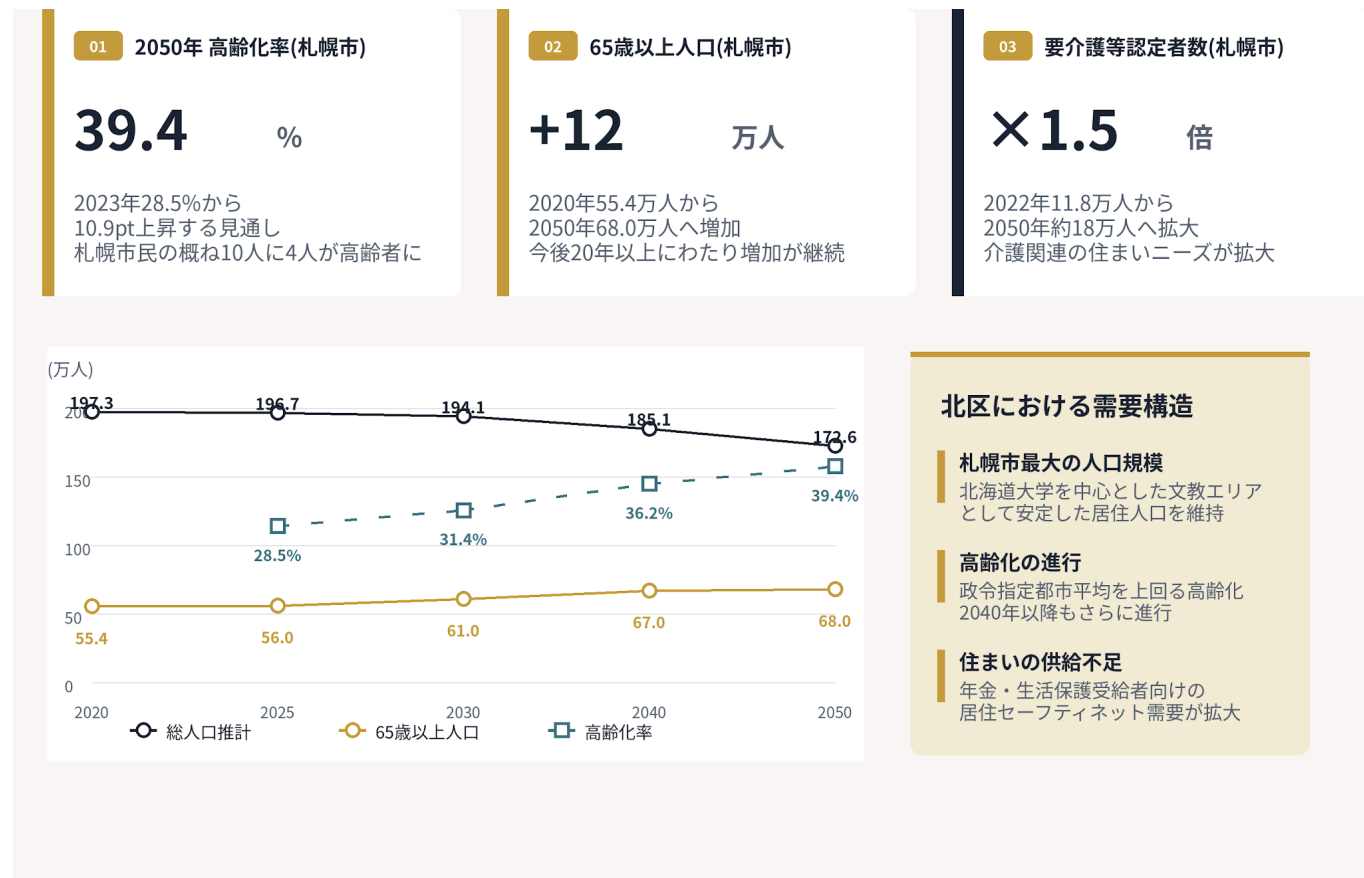 01 2050年 高齢化率(札幌市)
39.4 %
2023年28.5%から
10.9pt上昇する見通し
札幌市民の概ね10人に4人が高齢者に
02 65歳以上人口(札幌市)
+12 万人
2020年55.4万人から
2050年68.0万人へ増加
今後20年以上にわたり増加が継続
03 要介護等認定者数(札幌市)
×1.5 倍
2022年11.8万人から
2050年約18万人へ拡大
介護関連の住まいニーズが拡大
(万人)
200
150
100
50
0
197.3 196.7 194.1 185.1 172.6
28.5% 31.4% 36.2% 39.4%
55.4 56.0 61.0 67.0 68.0
2020 2025 2030 2040 2050
総人口推計 65歳以上人口 高齢化率
北区における需要構造
札幌市最大の人口規模
北海道大学を中心とした文教エリア
として安定した居住人口を維持
高齢化の進行
政令指定都市平均を上回る高齢化
2040年以降もさらに進行
住まいの供給不足
年金・生活保護受給者向けの
居住セーフティネット需要が拡大